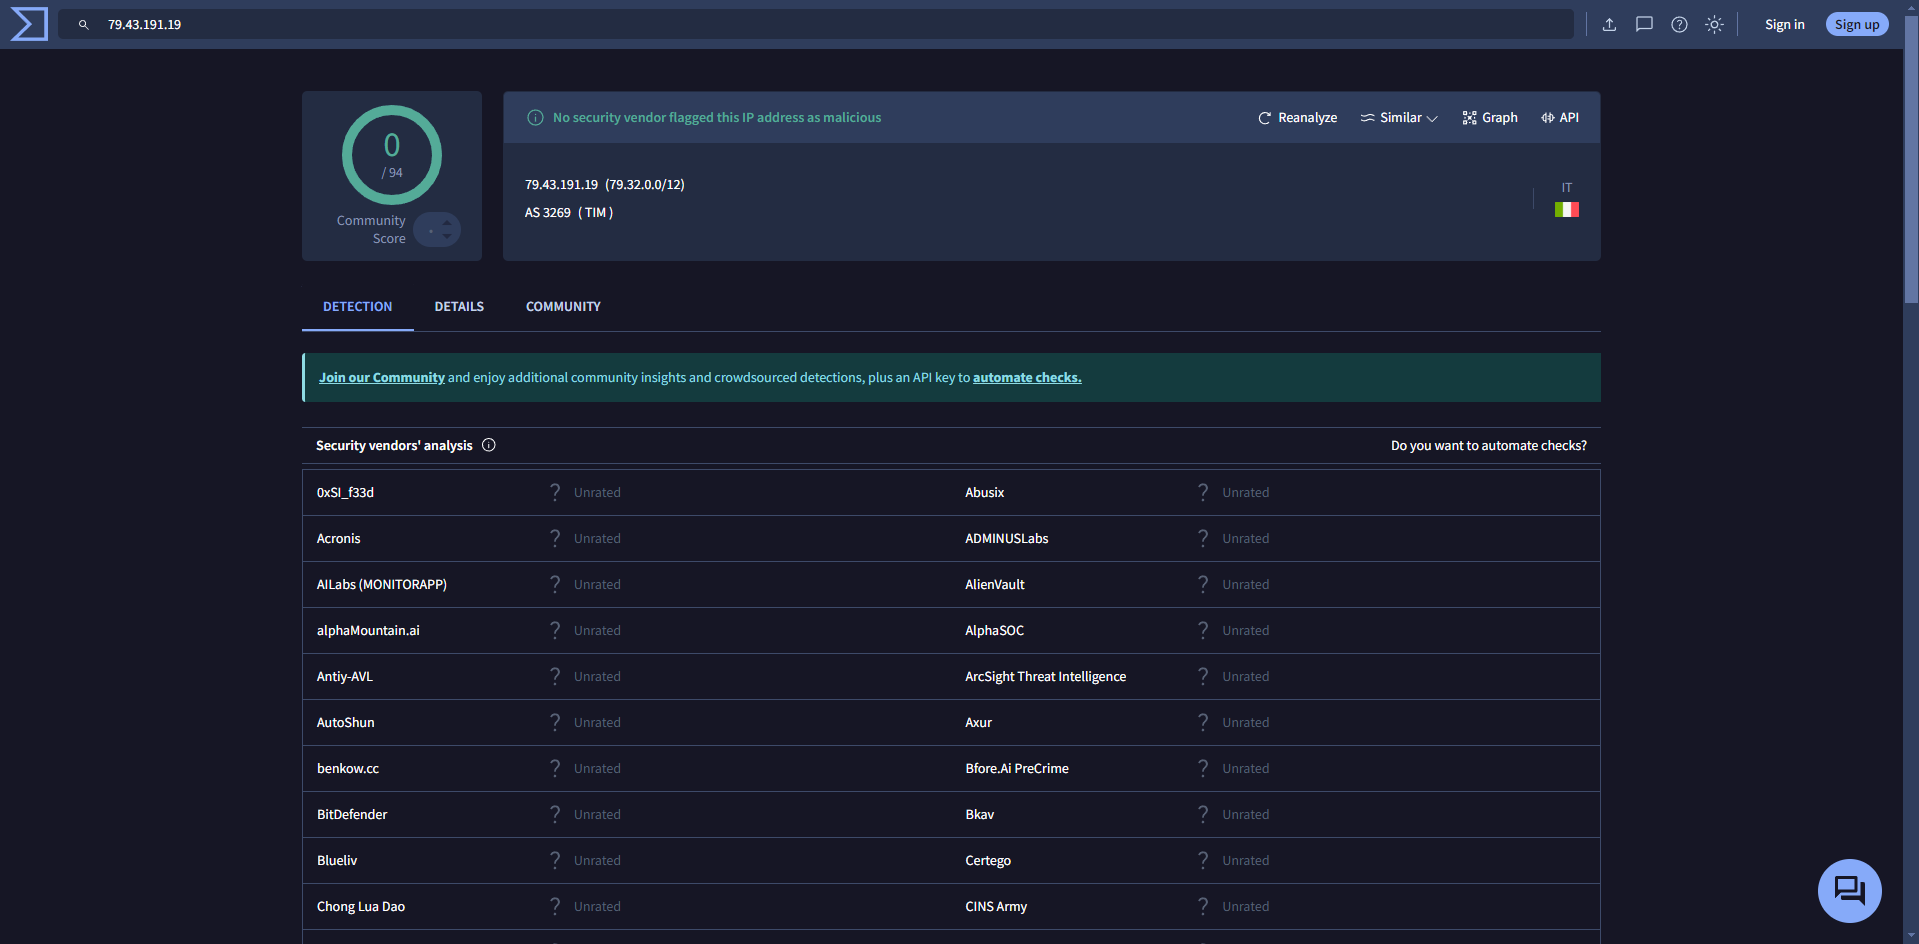 79.43.191.19
Sign in
Sign up
0
/ 94
Community
Score
No security vendor flagged this IP address as malicious
Reanalyze
Similar
Graph
API
79.43.191.19 (79.32.0.0/12)
AS 3269 ( TIM )
IT
DETECTION
DETAILS
COMMUNITY
Join our Community and enjoy additional community insights and crowdsourced detections, plus an API key to automate checks.
Security vendors' analysis
Do you want to automate checks?
0xSI_f33d ? Unrated Abusix ? Unrated
Acronis ? Unrated ADMINUSLabs ? Unrated
AILabs (MONITORAPP) ? Unrated AlienVault ? Unrated
alphaMountain.ai ? Unrated AlphaSOC ? Unrated
Antiy-AVL ? Unrated ArcSight Threat Intelligence ? Unrated
AutoShun ? Unrated Axur ? Unrated
benkow.cc ? Unrated Bfore.Ai PreCrime ? Unrated
BitDefender ? Unrated Bkav ? Unrated
Blueliv ? Unrated Certego ? Unrated
Chong Lua Dao ? Unrated CINS Army ? Unrated